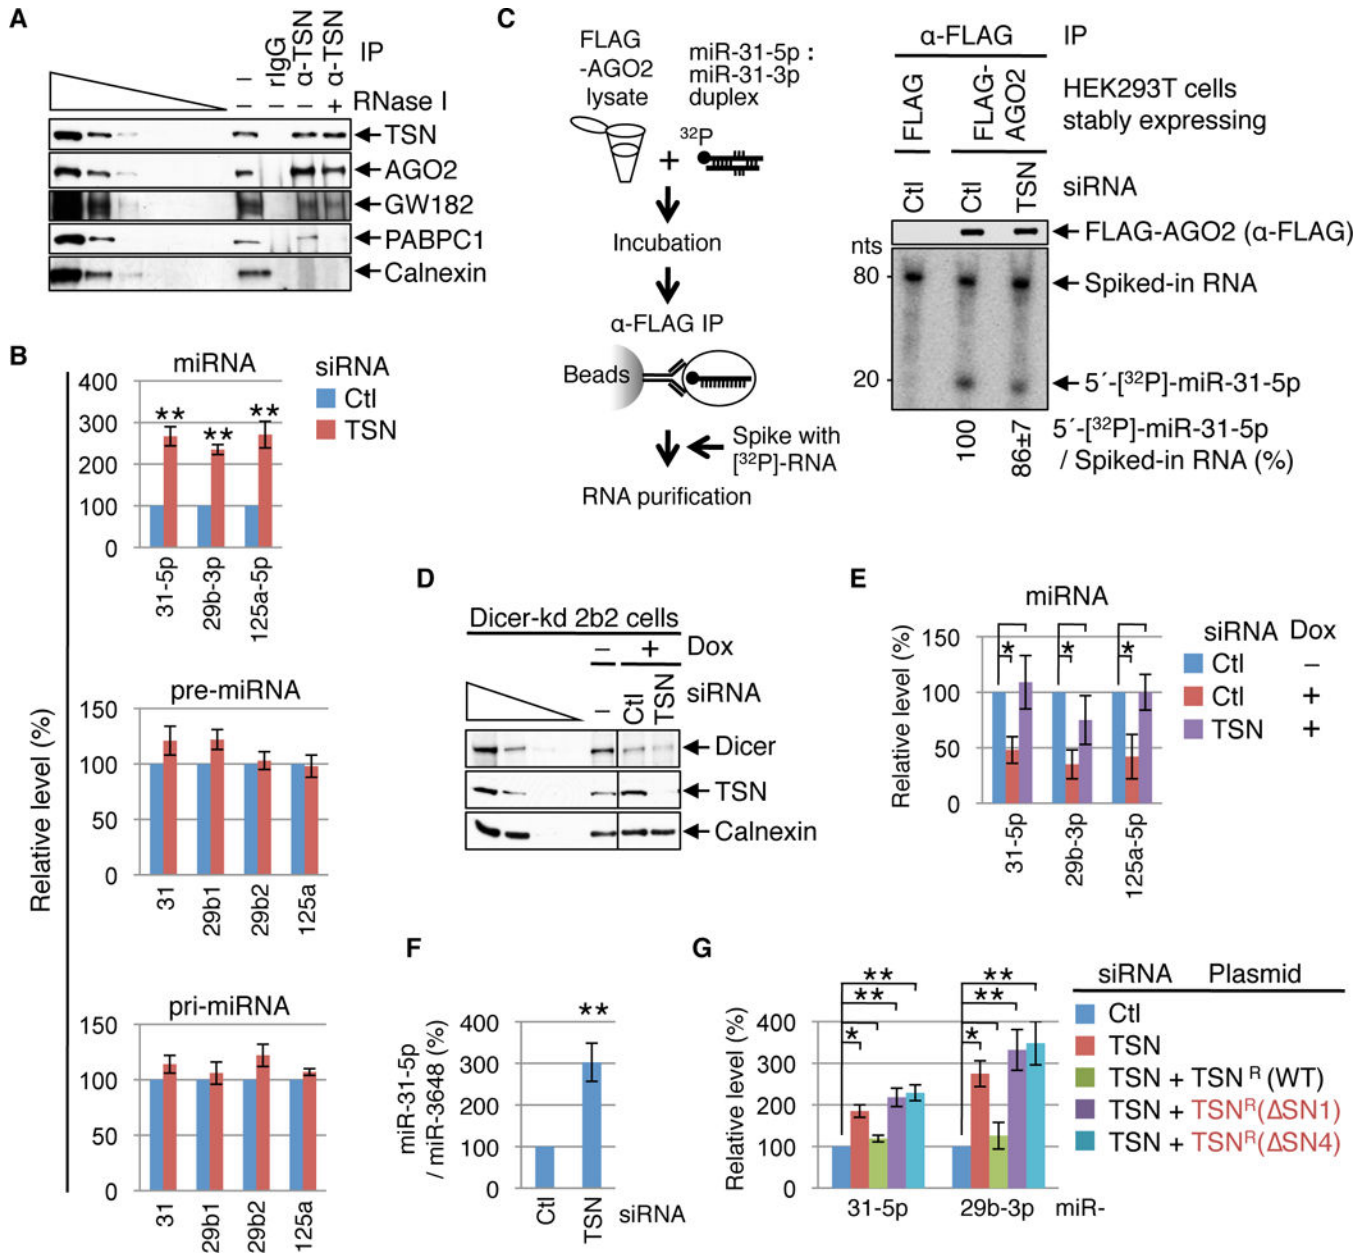 A
– rIgG α-TSN α-TSN IP
– – – + RNase I
TSN
AGO2
GW182
PABPC1
Calnexin
B
miRNA
siRNA
Ctl
TSN
Relative level (%)
400
300
200
100
0
** ** **
31-5p 29b-3p 125a-5p
pre-miRNA
150
100
50
0
31 29b1 29b2 125a
pri-miRNA
150
100
50
0
31 29b1 29b2 125a
C
FLAG
-AGO2
lysate
miR-31-5p :
miR-31-3p
duplex
³²P
+
Incubation
α-FLAG IP
Beads
Spike with
[³²P]-RNA
RNA purification
α-FLAG IP
FLAG FLAG-AGO2 HEK293T cells
stably expressing
Ctl Ctl TSN siRNA
FLAG-AGO2 (α-FLAG)
nts
80 Spiked-in RNA
20 5´-[³²P]-miR-31-5p
100 86±7 5´-[³²P]-miR-31-5p
/ Spiked-in RNA (%)
D
Dicer-kd 2b2 cells
– + Dox
– Ctl TSN siRNA
Dicer
TSN
Calnexin
E
miRNA
Relative level (%)
150
100
50
0
* * *
31-5p 29b-3p 125a-5p
siRNA Dox
Ctl –
Ctl +
TSN +
F
miR-31-5p
/ miR-3648 (%)
400
300
200
100
0
**
Ctl TSN siRNA
G
Relative level (%)
400
300
200
100
0
** **
** **
* *
31-5p 29b-3p miR-
siRNA Plasmid
Ctl
TSN
TSN + TSN ᴿ (WT)
TSN + TSNᴿ(ΔSN1)
TSN + TSNᴿ(ΔSN4)